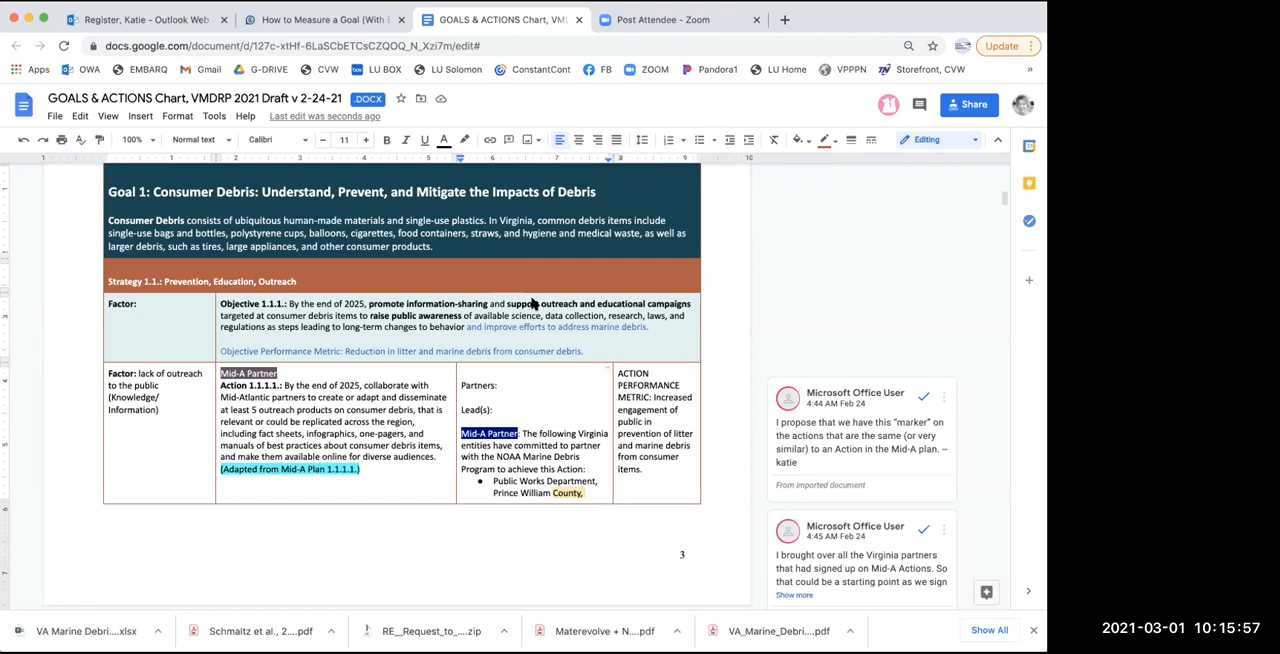 Register, Katie - Outlook Web
How to Measure a Goal (With E
GOALS & ACTIONS Chart, VML
Post Attendee - Zoom
docs.google.com/document/d/127c-xtHf-6LaSCbETCsCZQOQ_N_Xzi7m/edit#
Update
Apps OWA EMBARQ Gmail G-DRIVE CVW LU BOX LU Solomon ConstantCont FB ZOOM Pandora1 LU Home VPPPN Storefront, CVW »
GOALS & ACTIONS Chart, VMDRP 2021 Draft v 2-24-21 .DOCX
File Edit View Insert Format Tools Help Last edit was seconds ago
Share
100% Normal text Calibri 11 B I U A Editing
1 1 2 3 4 5 6 7 8 9 10
Goal 1: Consumer Debris: Understand, Prevent, and Mitigate the Impacts of Debris
Consumer Debris consists of ubiquitous human-made materials and single-use plastics. In Virginia, common debris items include
single-use bags and bottles, polystyrene cups, balloons, cigarettes, food containers, straws, and hygiene and medical waste, as well as
larger debris, such as tires, large appliances, and other consumer products.
Strategy 1.1.: Prevention, Education, Outreach
Factor:
Objective 1.1.1.: By the end of 2025, promote information-sharing and support outreach and educational campaigns
targeted at consumer debris items to raise public awareness of available science, data collection, research, laws, and
regulations as steps leading to long-term changes to behavior and improve efforts to address marine debris.
Objective Performance Metric: Reduction in litter and marine debris from consumer debris.
Factor: lack of outreach
to the public
(Knowledge/
Information)
Mid-A Partner
Action 1.1.1.1.: By the end of 2025, collaborate with
Mid-Atlantic partners to create or adapt and disseminate
at least 5 outreach products on consumer debris, that is
relevant or could be replicated across the region,
including fact sheets, infographics, one-pagers, and
manuals of best practices about consumer debris items,
and make them available online for diverse audiences.
(Adapted from Mid-A Plan 1.1.1.1.)
Partners:
Lead(s):
Mid-A Partner: The following Virginia
entities have committed to partner
with the NOAA Marine Debris
Program to achieve this Action:
● Public Works Department,
Prince William County,
ACTION
PERFORMANCE
METRIC: Increased
engagement of
public in
prevention of litter
and marine debris
from consumer
items.
3
Microsoft Office User
4:44 AM Feb 24
I propose that we have this "marker" on
the actions that are the same (or very
similar) to an Action in the Mid-A plan. --
katie
From imported document
Microsoft Office User
4:45 AM Feb 24
I brought over all the Virginia partners
that had signed up on Mid-A Actions. So
that could be a starting point as we sign
Show more
VA Marine Debri....xlsx
Schmaltz et al., 2....pdf
RE__Request_to_....zip
Materevolve + N....pdf
VA_Marine_Debri....pdf
Show All
2021-03-01 10:15:57